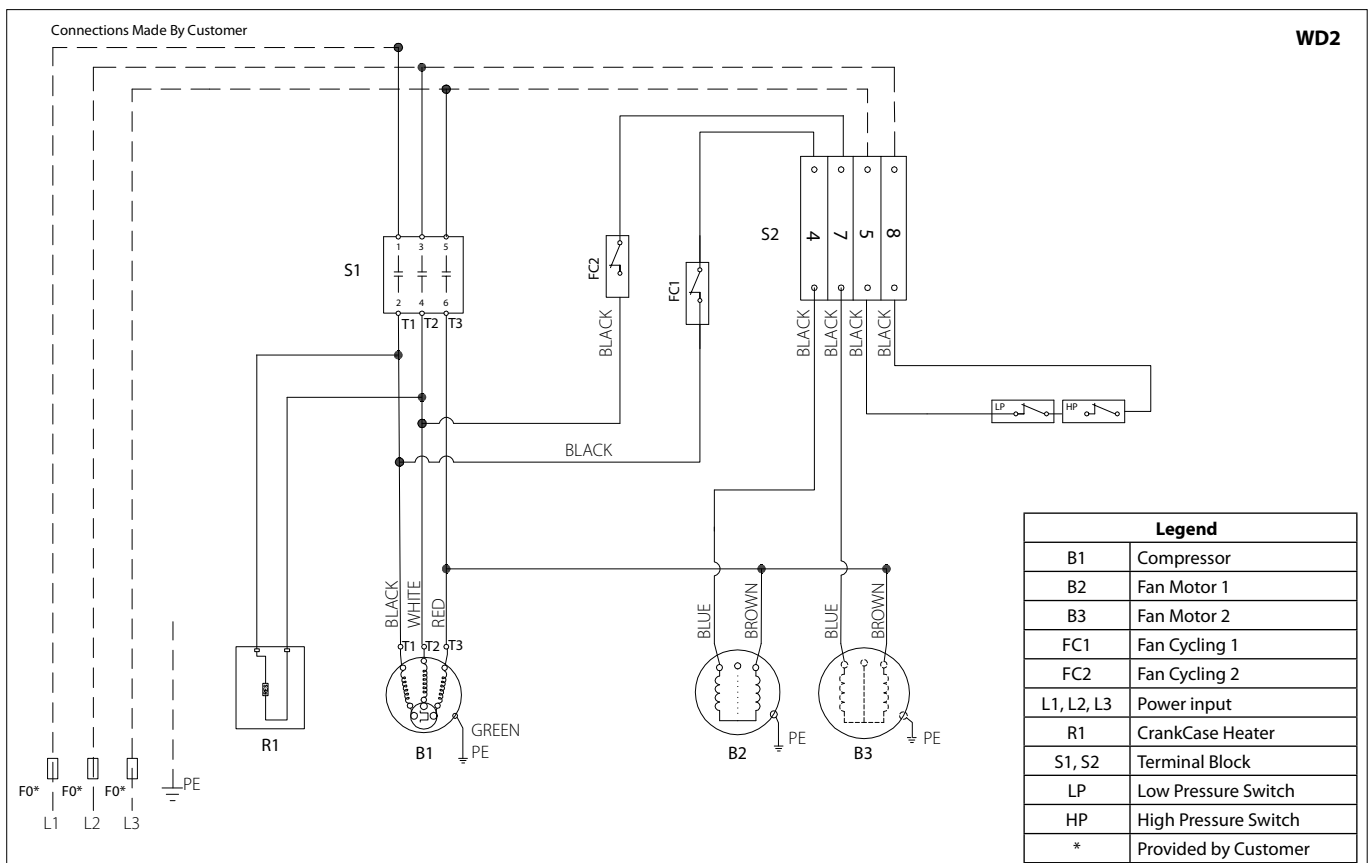 Connections Made By Customer
WD2
S2
4
7
5
8
FC2
FC1
S1
1 3 5
2 4 6
T1 T2 T3
BLACK
BLACK
BLACK
BLACK
BLACK
LP
HP
BLACK
BLACK
WHITE
RED
BLUE
BROWN
BLUE
BROWN
T1 T2 T3
R1
B1
GREEN
PE
B2
PE
B3
PE
F0* F0* F0*
PE
L1 L2 L3
Legend
B1 Compressor
B2 Fan Motor 1
B3 Fan Motor 2
FC1 Fan Cycling 1
FC2 Fan Cycling 2
L1, L2, L3 Power input
R1 CrankCase Heater
S1, S2 Terminal Block
LP Low Pressure Switch
HP High Pressure Switch
* Provided by Customer